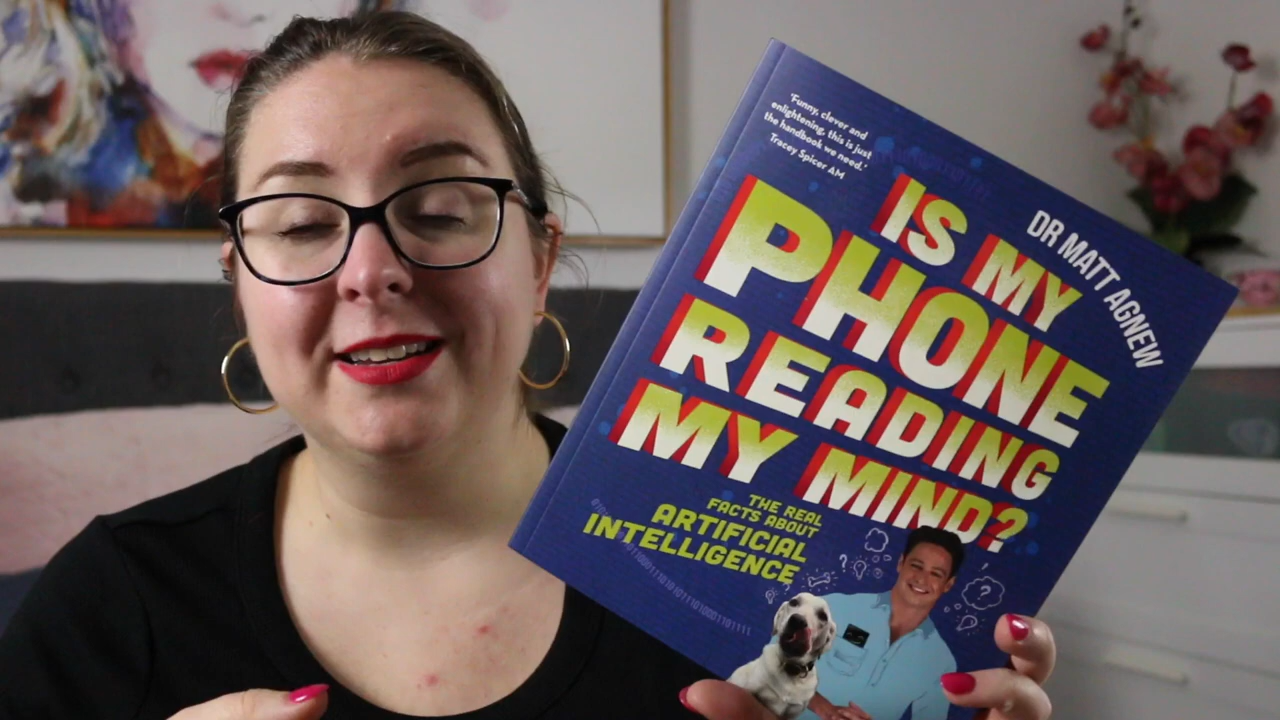 'Funny, clever and
enlightening, this is just
the handbook we need.'
Tracey Spicer AM
DR MATT AGNEW
IS MY
PHONE
READING
MY MIND?
THE REAL
FACTS ABOUT
ARTIFICIAL
INTELLIGENCE